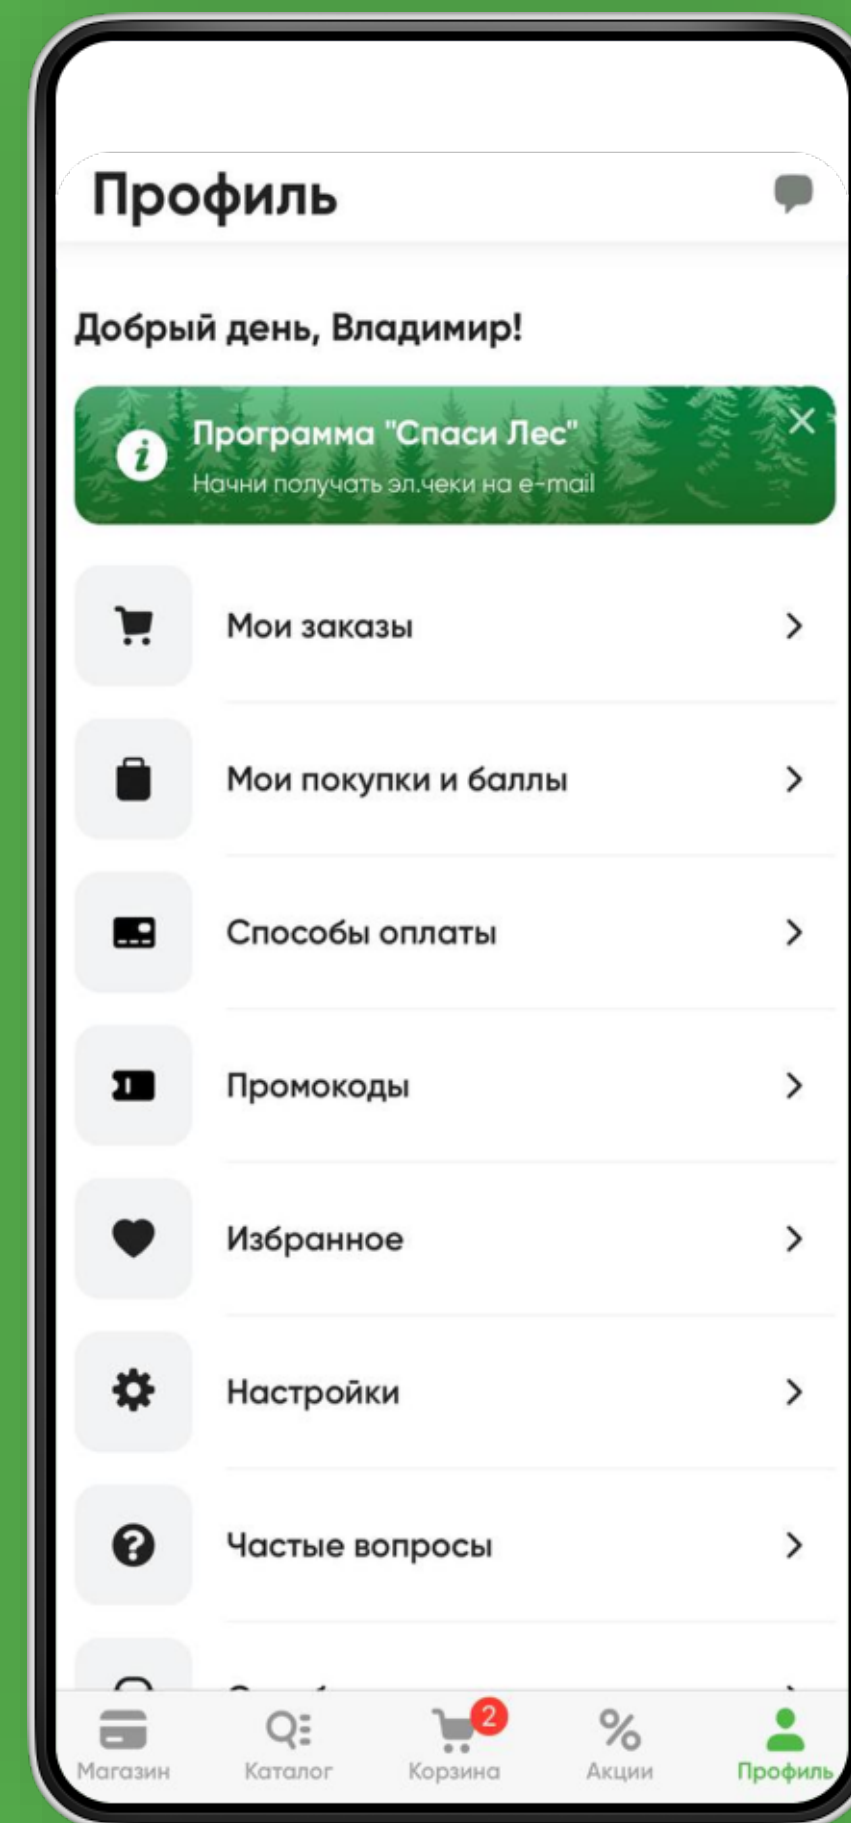 Профиль
Добрый день, Владимир!
Программа "Спаси Лес"
Начни получать эл.чеки на e-mail
Мои заказы
Мои покупки и баллы
Способы оплаты
Промокоды
Избранное
Настройки
Частые вопросы
2
Магазин
Каталог
Корзина
Акции
Профиль